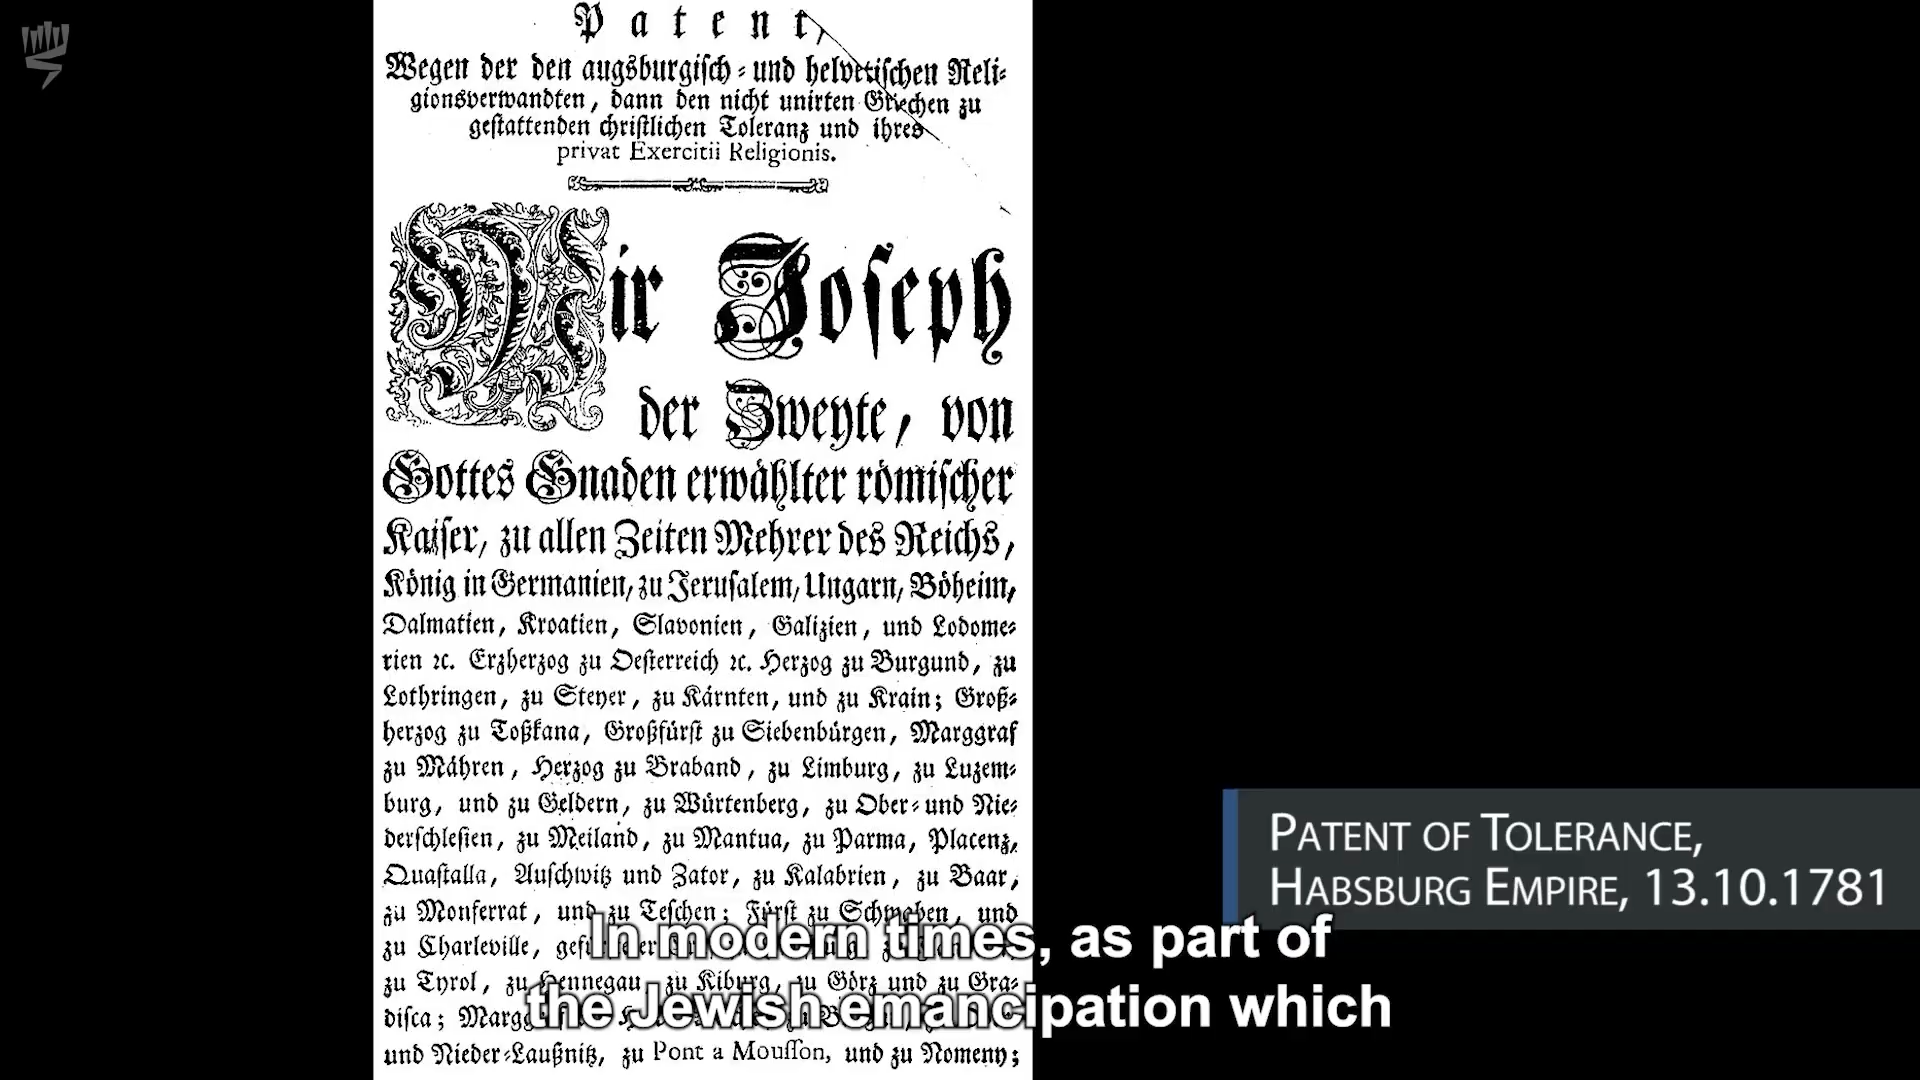 Patent,
Wegen der den augsburgisch- und helvetischen Reli-
gionsverwandten, dann den nicht unirten Griechen zu
gestattenden christlichen Toleranz und ihres
privat Exercitii Religionis.
Wir Joseph
der Zweyte, von
Gottes Gnaden erwählter römischer
Kaiser, zu allen Zeiten Mehrer des Reichs,
König in Germanien, zu Jerusalem, Ungarn, Böheim,
Dalmatien, Kroatien, Slavonien, Galizien, und Lodome-
rien ꝛc. Erzherzog zu Oesterreich ꝛc. Herzog zu Burgund, zu
Lothringen, zu Steyer, zu Kärnten, und zu Krain; Groß-
herzog zu Toßkana, Großfürst zu Siebenbürgen, Marggraf
zu Mähren, Herzog zu Braband, zu Limburg, zu Luxem-
burg, und zu Geldern, zu Würtenberg, zu Ober- und Nie-
derschlesien, zu Meiland, zu Mantua, zu Parma, Placenz,
Quastalla, Auschwitz und Zator, zu Kalabrien, zu Baar,
zu Monferrat, und zu Teschen; Fürst zu Schwaben, und
zu Charleville,
zu Tyrol, zu Hennegau, zu Kiburg, zu Görz und zu Gra-
disca;
und Nieder-Laußnitz, zu Pont a Mousson, und zu Nomeny;
PATENT OF TOLERANCE,
HABSBURG EMPIRE, 13.10.1781
In modern times, as part of
the Jewish emancipation which